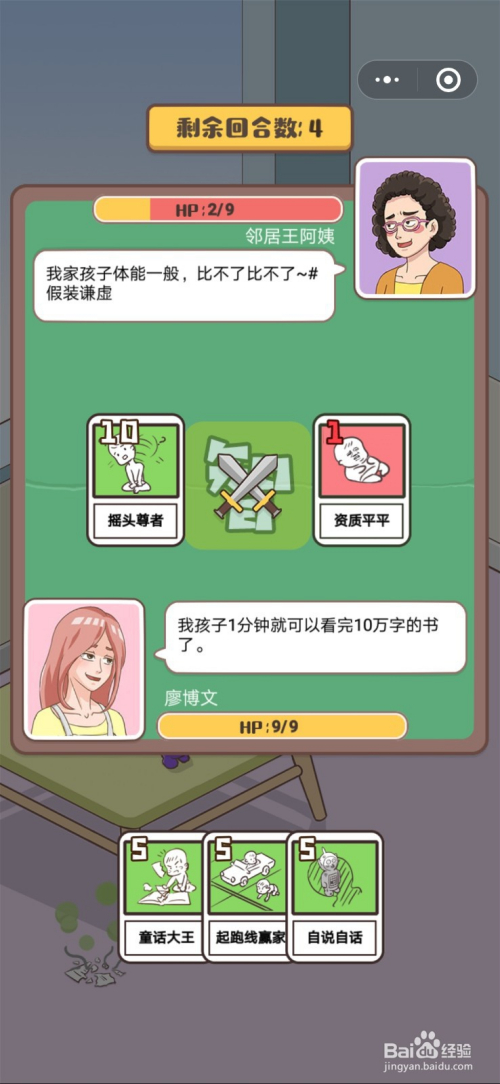 剩余回合数:4
HP:2/9
邻居王阿姨
我家孩子体能一般，比不了比不了~#
假装谦虚
10
摇头尊者
1
资质平平
我孩子1分钟就可以看完10万字的书
了。
廖博文
HP:9/9
5
童话大王
5
起跑线赢家
5
自说自话
Baidu经验
jingyan.baidu.com